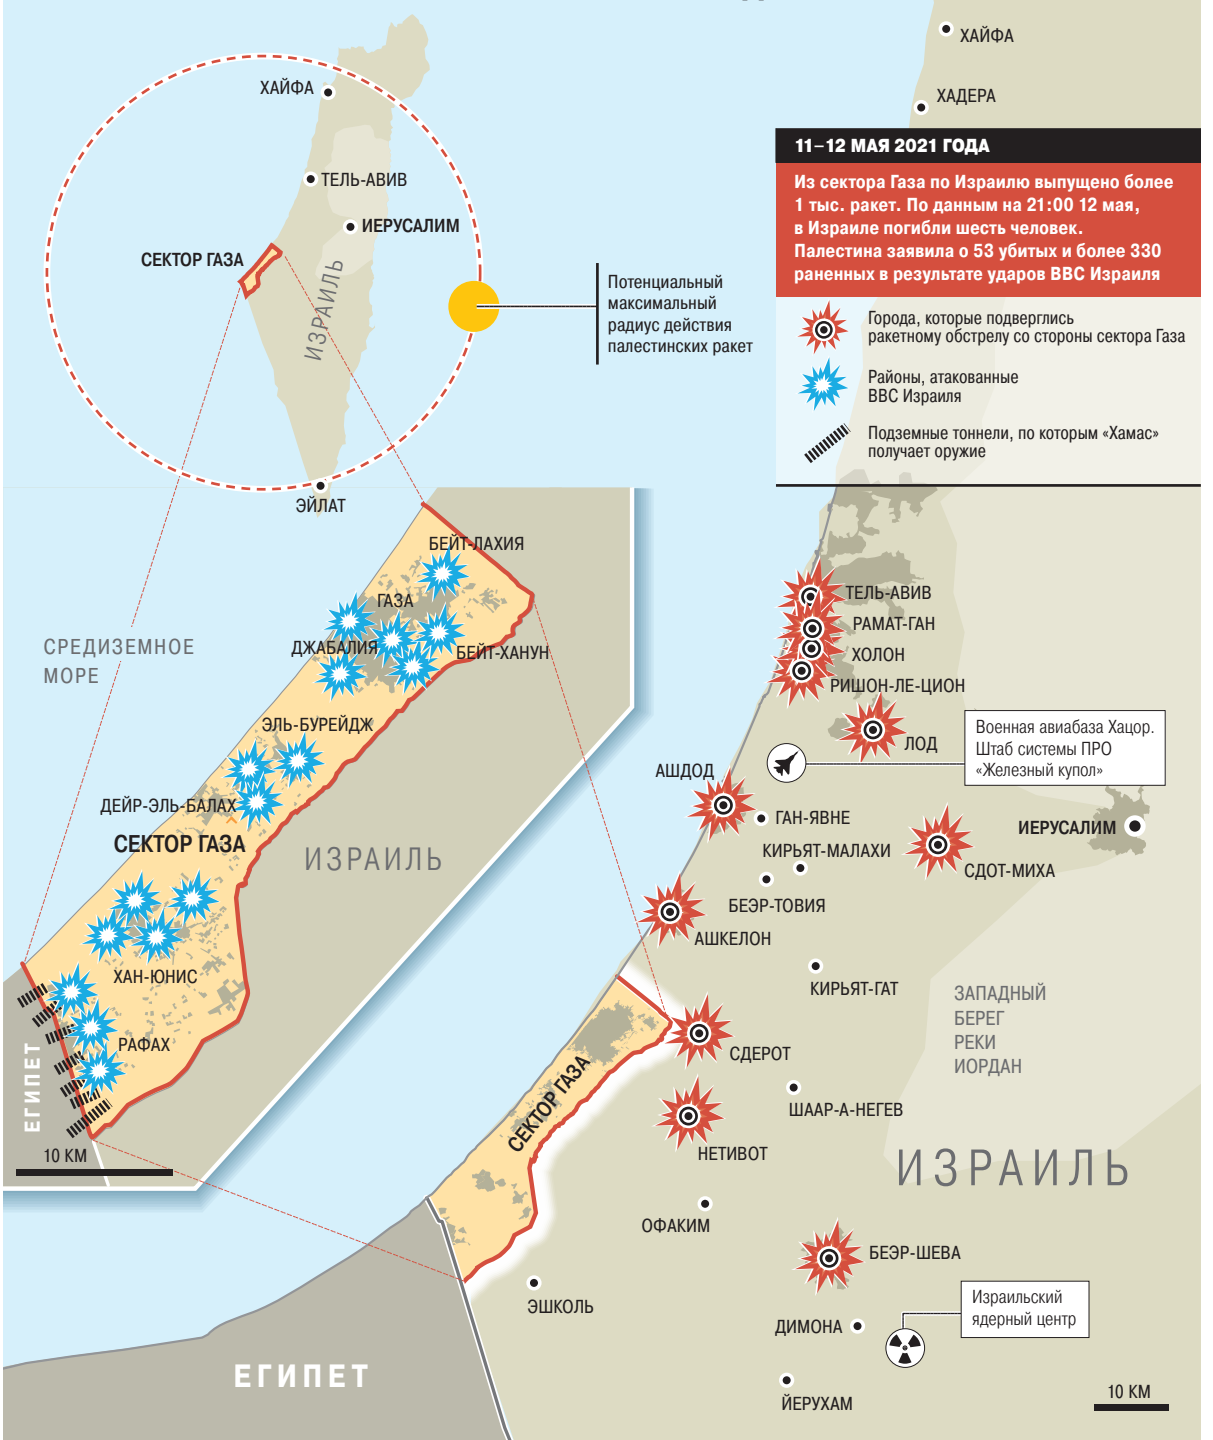 ХАЙФА
ТЕЛЬ-АВИВ
ИЕРУСАЛИМ
СЕКТОР ГАЗА
ИЗРАИЛЬ
ЭЙЛАТ
Потенциальный
максимальный
радиус действия
палестинских ракет
ХАЙФА
ХАДЕРА
11–12 МАЯ 2021 ГОДА
Из сектора Газа по Израилю выпущено более
1 тыс. ракет. По данным на 21:00 12 мая,
в Израиле погибли шесть человек.
Палестина заявила о 53 убитых и более 330
раненных в результате ударов ВВС Израиля
Города, которые подверглись
ракетному обстрелу со стороны сектора Газа
Районы, атакованные
ВВС Израиля
Подземные тоннели, по которым «Хамас»
получает оружие
СРЕДИЗЕМНОЕ
МОРЕ
БЕЙТ-ЛАХИЯ
ГАЗА
ДЖАБАЛИЯ
БЕЙТ-ХАНУН
ЭЛЬ-БУРЕЙДЖ
ДЕЙР-ЭЛЬ-БАЛАХ
СЕКТОР ГАЗА
ИЗРАИЛЬ
ХАН-ЮНИС
РАФАХ
ЕГИПЕТ
10 КМ
ТЕЛЬ-АВИВ
РАМАТ-ГАН
ХОЛОН
РИШОН-ЛЕ-ЦИОН
ЛОД
Военная авиабаза Хацор.
Штаб системы ПРО
«Железный купол»
АШДОД
ГАН-ЯВНЕ
ИЕРУСАЛИМ
КИРЬЯТ-МАЛАХИ
СДОТ-МИХА
БЕЭР-ТОВИЯ
АШКЕЛОН
КИРЬЯТ-ГАТ
ЗАПАДНЫЙ
БЕРЕГ
РЕКИ
ИОРДАН
СДЕРОТ
СЕКТОР ГАЗА
ШААР-А-НЕГЕВ
НЕТИВОТ
ИЗРАИЛЬ
ОФАКИМ
БЕЭР-ШЕВА
ЭШКОЛЬ
Израильский
ядерный центр
ДИМОНА
ЕГИПЕТ
ЙЕРУХАМ
10 КМ